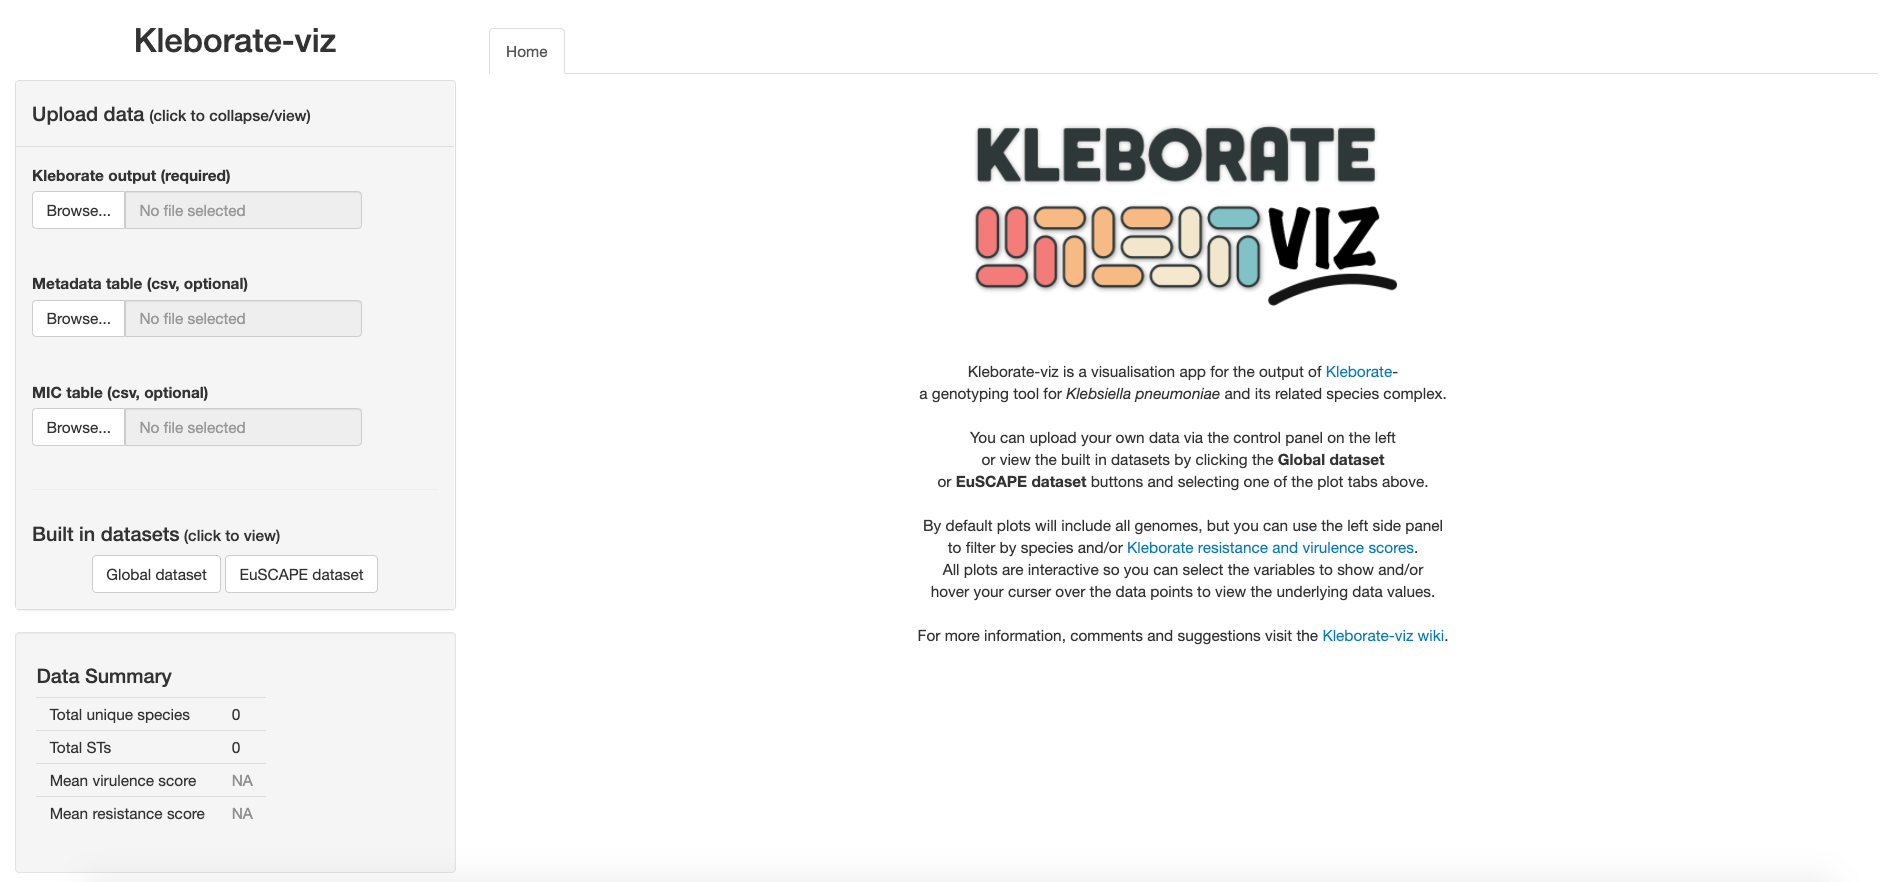 Kleborate-viz
Home
Upload data (click to collapse/view)
Kleborate output (required)
Browse... No file selected
Metadata table (csv, optional)
Browse... No file selected
MIC table (csv, optional)
Browse... No file selected
Built in datasets (click to view)
Global dataset EuSCAPE dataset
Data Summary
Total unique species 0
Total STs 0
Mean virulence score NA
Mean resistance score NA
KLEBORATE
VIZ
Kleborate-viz is a visualisation app for the output of Kleborate-
a genotyping tool for Klebsiella pneumoniae and its related species complex.
You can upload your own data via the control panel on the left
or view the built in datasets by clicking the Global dataset
or EuSCAPE dataset buttons and selecting one of the plot tabs above.
By default plots will include all genomes, but you can use the left side panel
to filter by species and/or Kleborate resistance and virulence scores.
All plots are interactive so you can select the variables to show and/or
hover your curser over the data points to view the underlying data values.
For more information, comments and suggestions visit the Kleborate-viz wiki.